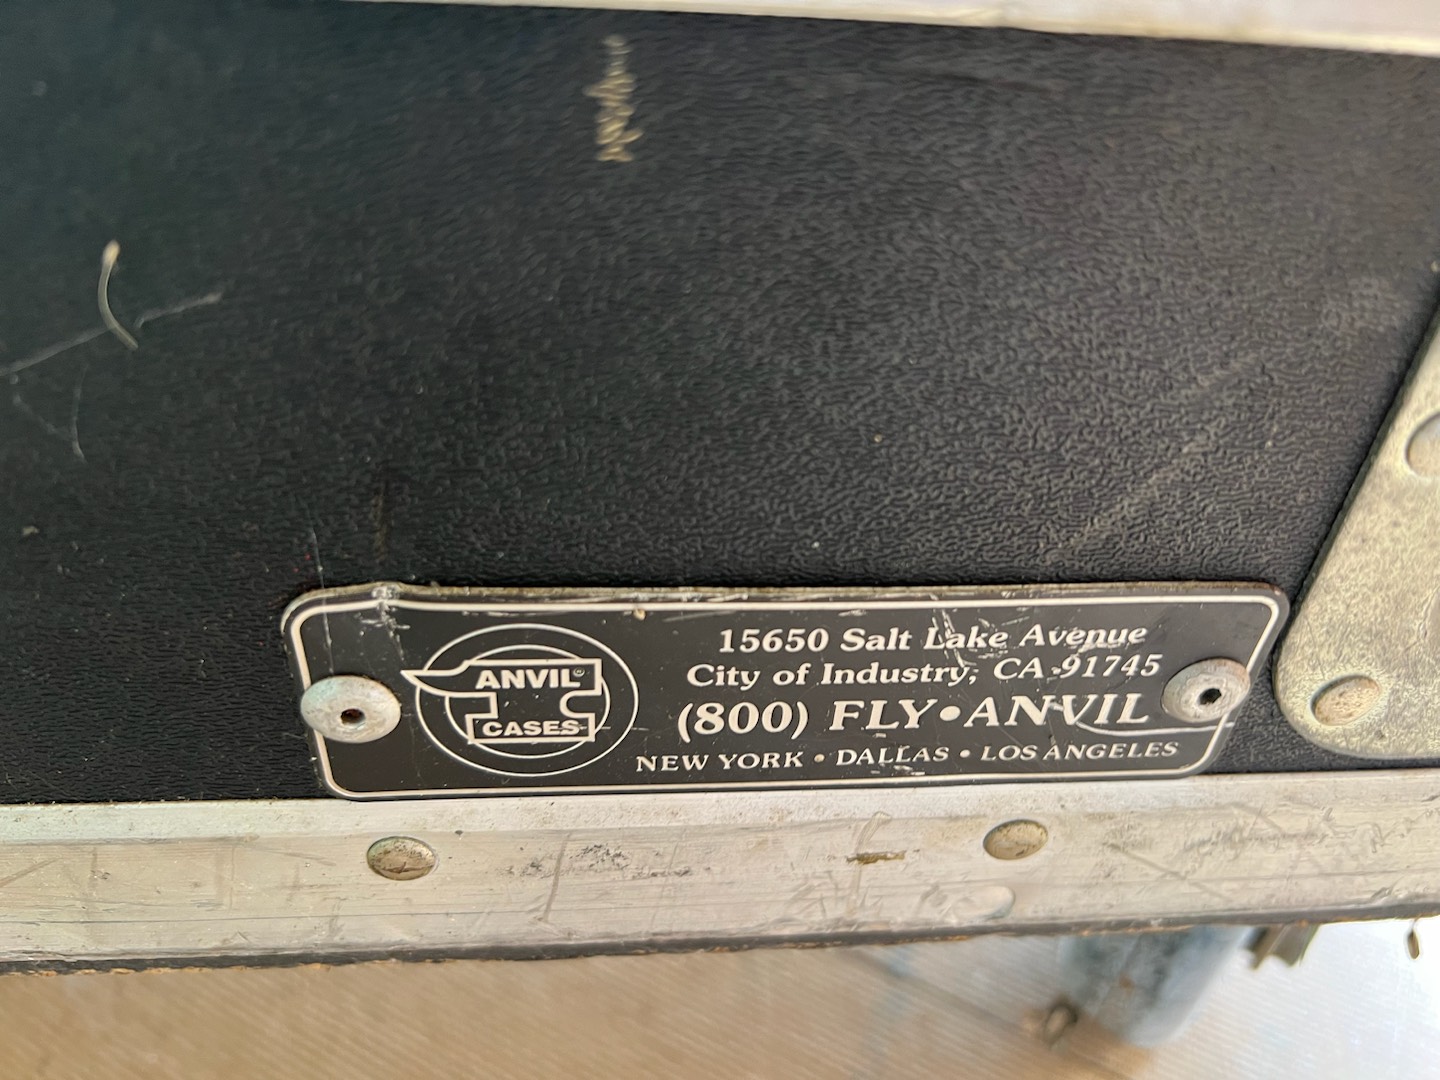 ANVIL®
CASES
15650 Salt Lake Avenue
City of Industry, CA 91745
(800) FLY•ANVIL
NEW YORK • DALLAS • LOS ANGELES